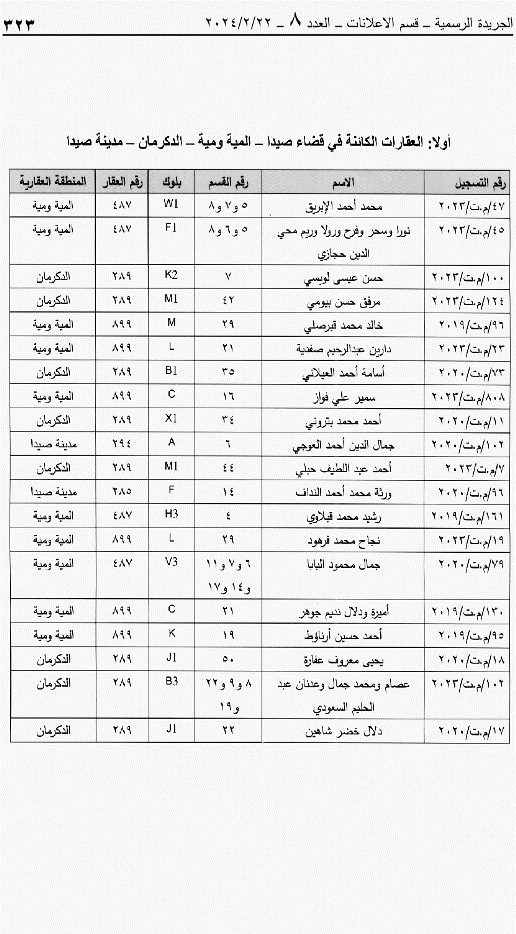 الجريدة الرسمية – قسم الاعلانات – العدد ٨ – ٢٠٢٤/٢/٢٢ ٣٢٣
أولا: العقارات الكائنة في قضاء صيدا – المية ومية – الدكرمان – مدينة صيدا
رقم التسجيل الاسم رقم القسم بلوك رقم العقار المنطقة العقارية
٤٧/م.ت/٢٠٢٣ محمد أحمد الإبريق ٥ و٧ و٨ W1 ٤٨٧ المية ومية
٤٥/م.ت/٢٠٢٣ نورا وسحر وفرح ورولا وريم محي ٥ و٦ و٨ F1 ٤٨٧ المية ومية
الدين حجازي
١٠٠/م.ت/٢٠٢٣ حسن عيسى لوبسي ٧ K2 ٢٨٩ الدكرمان
١٢٤/م.ت/٢٠٢٣ مرفق حسن بيومي ٤٢ M1 ٢٨٩ الدكرمان
٩٦/م.ت/٢٠١٩ خالد محمد قبرصلي ٢٩ M ٨٩٩ المية ومية
٢٣/م.ت/٢٠٢٣ دارين عبدالرحيم صفدية ٢١ L ٨٩٩ المية ومية
٧٣/م.ت/٢٠٢٠ أسامة أحمد العيلاني ٣٥ B1 ٢٨٩ الدكرمان
٨٠٨/م.ت/٢٠٢٣ سمير علي فواز ١٦ C ٨٩٩ المية ومية
١١/م.ت/٢٠٢٠ أحمد محمد بتروني ٣٤ X1 ٢٨٩ الدكرمان
١٠٢/م.ت/٢٠٢٠ جمال الدين أحمد العوجي ٦ A ٢٩٤ مدينة صيدا
٧/م.ت/٢٠٢٣ أحمد عبد اللطيف حبلي ٤٤ M1 ٢٨٩ الدكرمان
٩٦/م.ت/٢٠٢٠ ورثة محمد أحمد النداف ١٤ F ٢٨٥ مدينة صيدا
١٦١/م.ت/٢٠١٩ رشيد محمد قبلاوي ٤ H3 ٤٨٧ المية ومية
١٩/م.ت/٢٠٢٣ نجاح محمد فرهود ٢٩ L ٨٩٩ المية ومية
٧٩/م.ت/٢٠٢٠ جمال محمود البابا ٦ و٧ و١١ V3 ٤٨٧ المية ومية
و١٤ و١٧
١٣٠/م.ت/٢٠١٩ أميرة ودلال نديم جوهر ٢١ C ٨٩٩ المية ومية
٩٥/م.ت/٢٠١٩ أحمد حسين أرناؤط ١٩ K ٨٩٩ المية ومية
١٨/م.ت/٢٠٢٠ يحيى معروف عفارة ٥٠ J1 ٢٨٩ الدكرمان
١٠٢/م.ت/٢٠٢٣ عصام ومحمد جمال وعدنان عبد ٨ و٩ و٢٢ B3 ٢٨٩ الدكرمان
الحليم السعودي و١٩
١٧/م.ت/٢٠٢٠ دلال خضر شاهين ٢٢ J1 ٢٨٩ الدكرمان